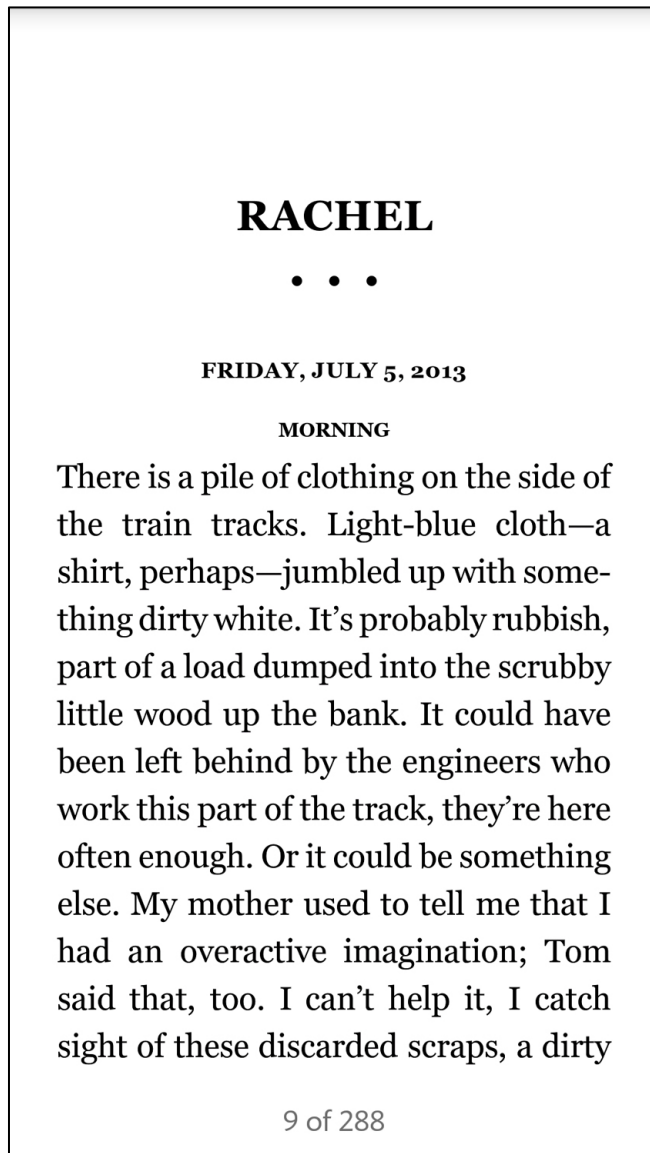 RACHEL
• • •
FRIDAY, JULY 5, 2013
MORNING
There is a pile of clothing on the side of
the train tracks. Light-blue cloth—a
shirt, perhaps—jumbled up with some-
thing dirty white. It’s probably rubbish,
part of a load dumped into the scrubby
little wood up the bank. It could have
been left behind by the engineers who
work this part of the track, they’re here
often enough. Or it could be something
else. My mother used to tell me that I
had an overactive imagination; Tom
said that, too. I can’t help it, I catch
sight of these discarded scraps, a dirty
9 of 288